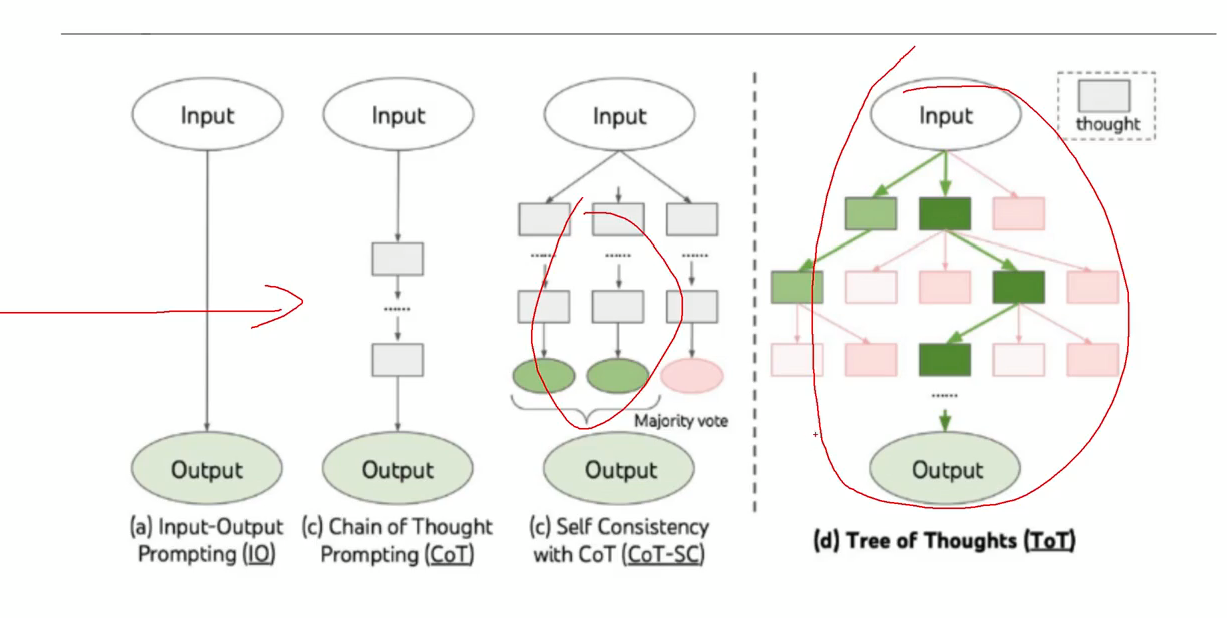 Input
Input
Input
Input
thought
......
......
......
......
Majority vote
......
Output
Output
Output
Output
(a) Input-Output
Prompting (IO)
(c) Chain of Thought
Prompting (CoT)
(c) Self Consistency
with CoT (CoT-SC)
(d) Tree of Thoughts (ToT)